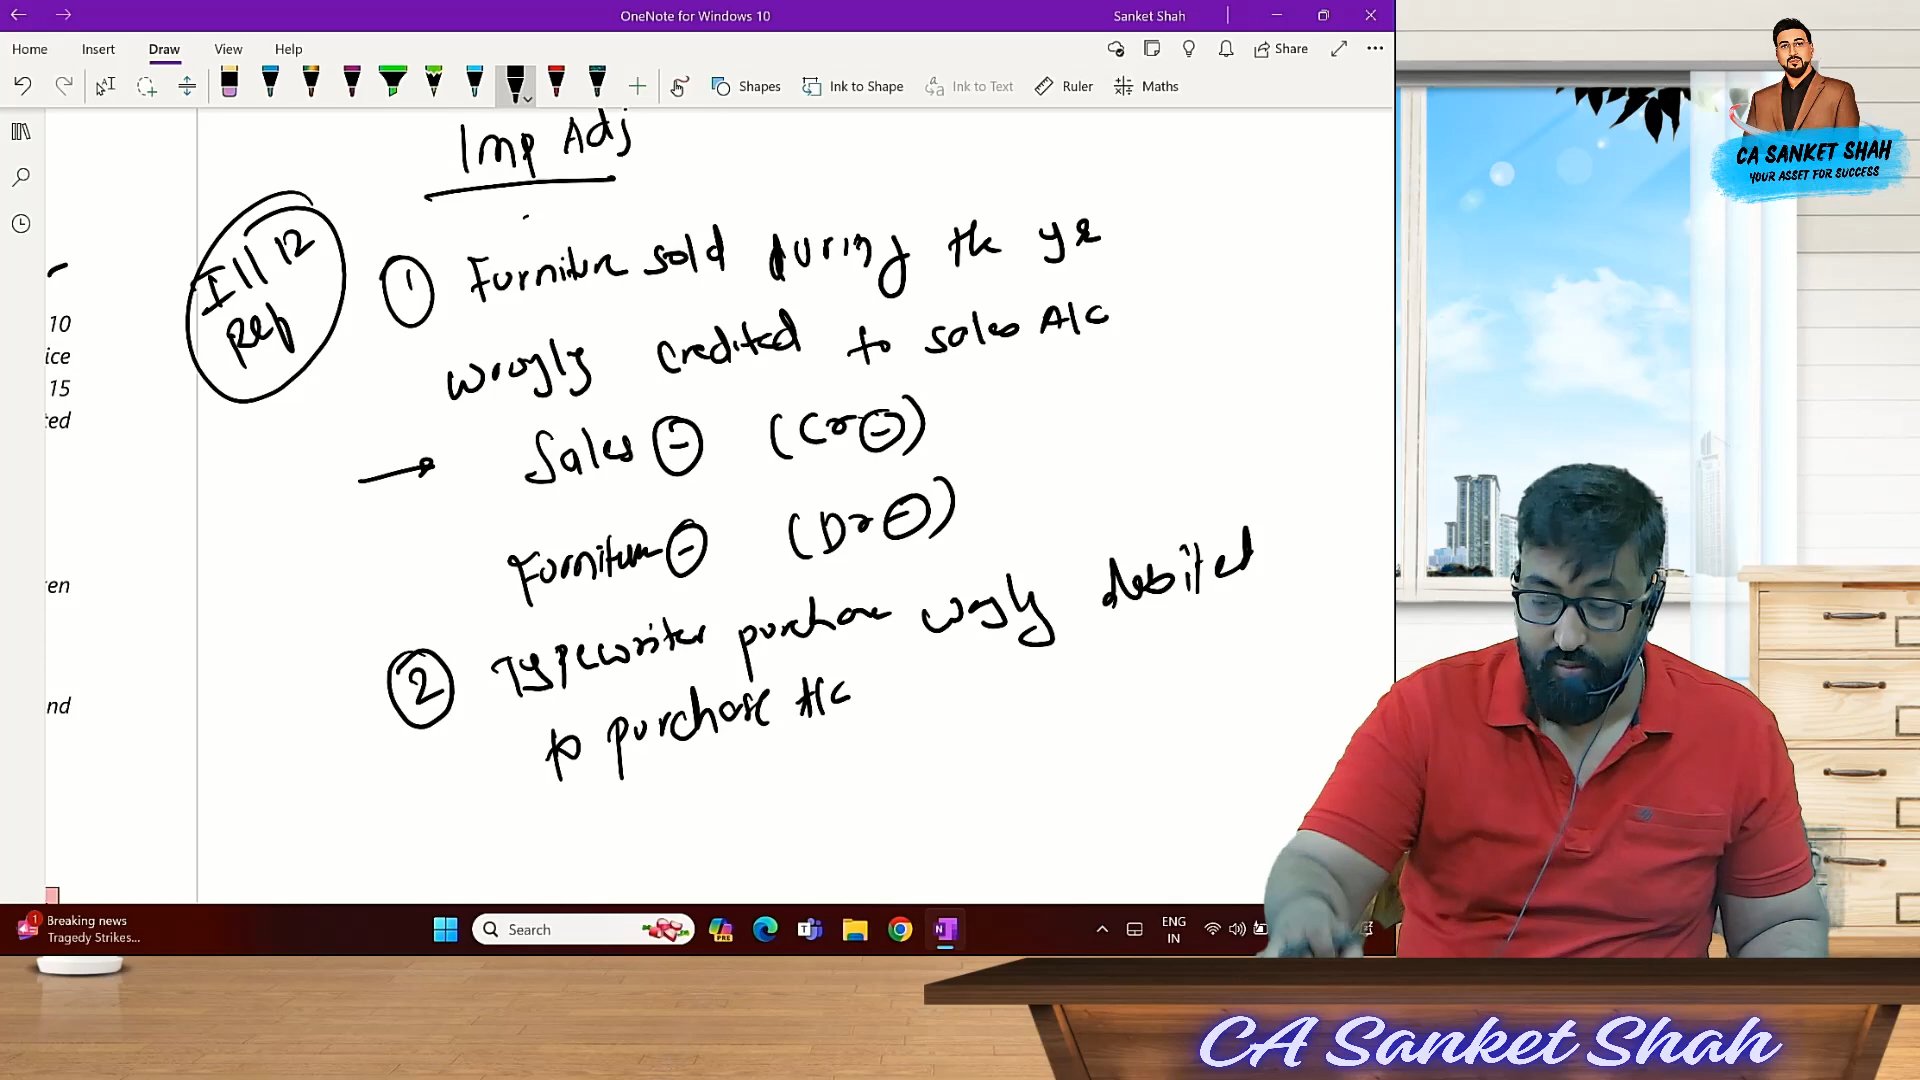 OneNote for Windows 10
Sanket Shah
Home Insert Draw View Help
Share
Shapes Ink to Shape Ink to Text Ruler Maths
Imp Adj
Ill 12
Ref
① Furniture sold during the yr
wrongly credited to sales A/c
Sales ⊖ (Cr ⊖)
Furniture ⊖ (Dr ⊖)
② Typewriter purchase wrongly debited
to purchase A/c
10
ice
15
ted
en
nd
CA SANKET SHAH
YOUR ASSET FOR SUCCESS
1
Breaking news
Tragedy Strikes...
Search
PRE
ENG
IN
CA Sanket Shah